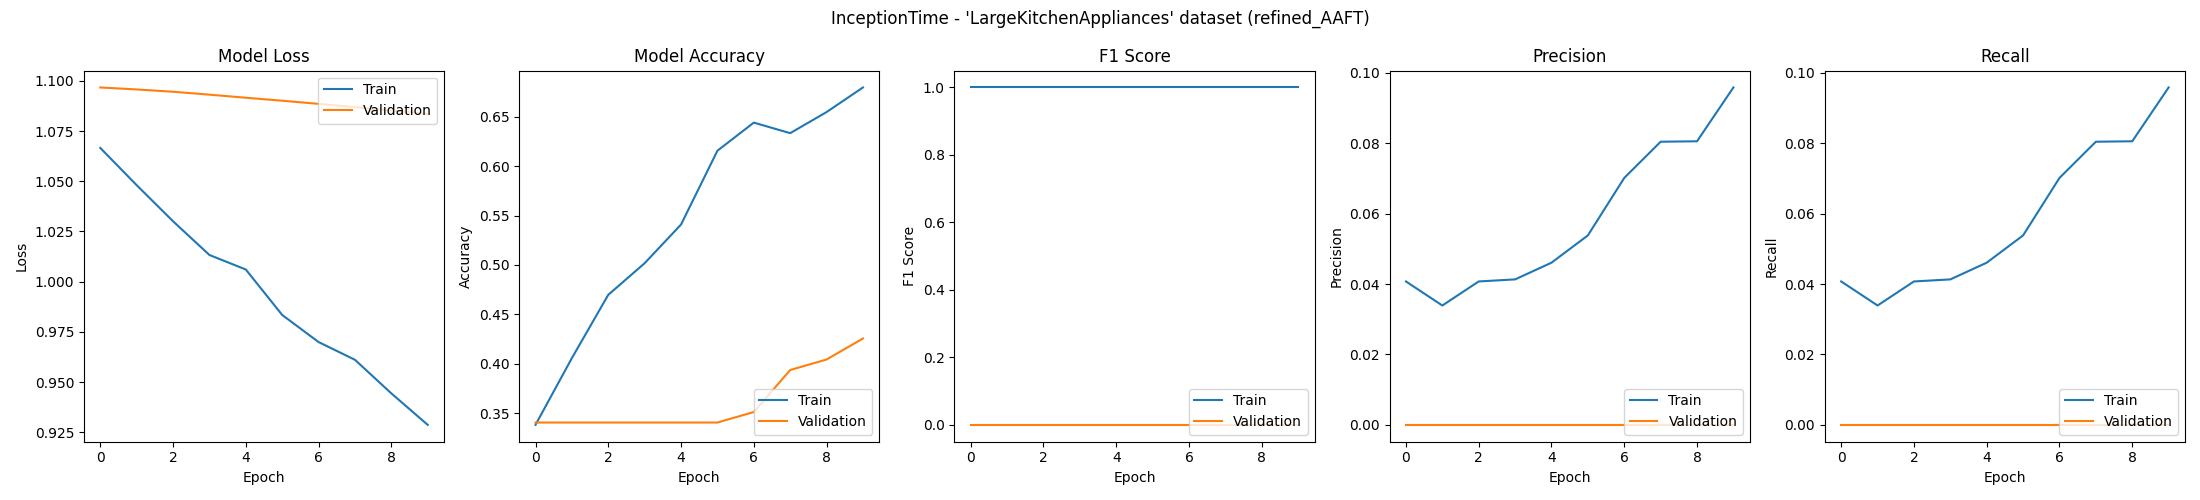 InceptionTime - 'LargeKitchenAppliances' dataset (refined_AAFT)
Model Loss
1.100
1.075
1.050
1.025
1.000
0.975
0.950
0.925
Loss
0 2 4 6 8
Epoch
Train
Validation
Model Accuracy
0.65
0.60
0.55
0.50
0.45
0.40
0.35
Accuracy
0 2 4 6 8
Epoch
Train
Validation
F1 Score
1.0
0.8
0.6
0.4
0.2
0.0
F1 Score
0 2 4 6 8
Epoch
Train
Validation
Precision
0.10
0.08
0.06
0.04
0.02
0.00
Precision
0 2 4 6 8
Epoch
Train
Validation
Recall
0.10
0.08
0.06
0.04
0.02
0.00
Recall
0 2 4 6 8
Epoch
Train
Validation